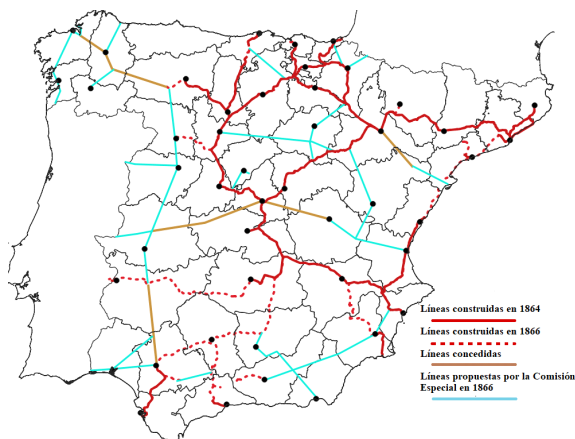 Líneas construidas en 1864
Líneas construidas en 1866
Líneas concedidas
Líneas propuestas por la Comisión
Especial en 1866